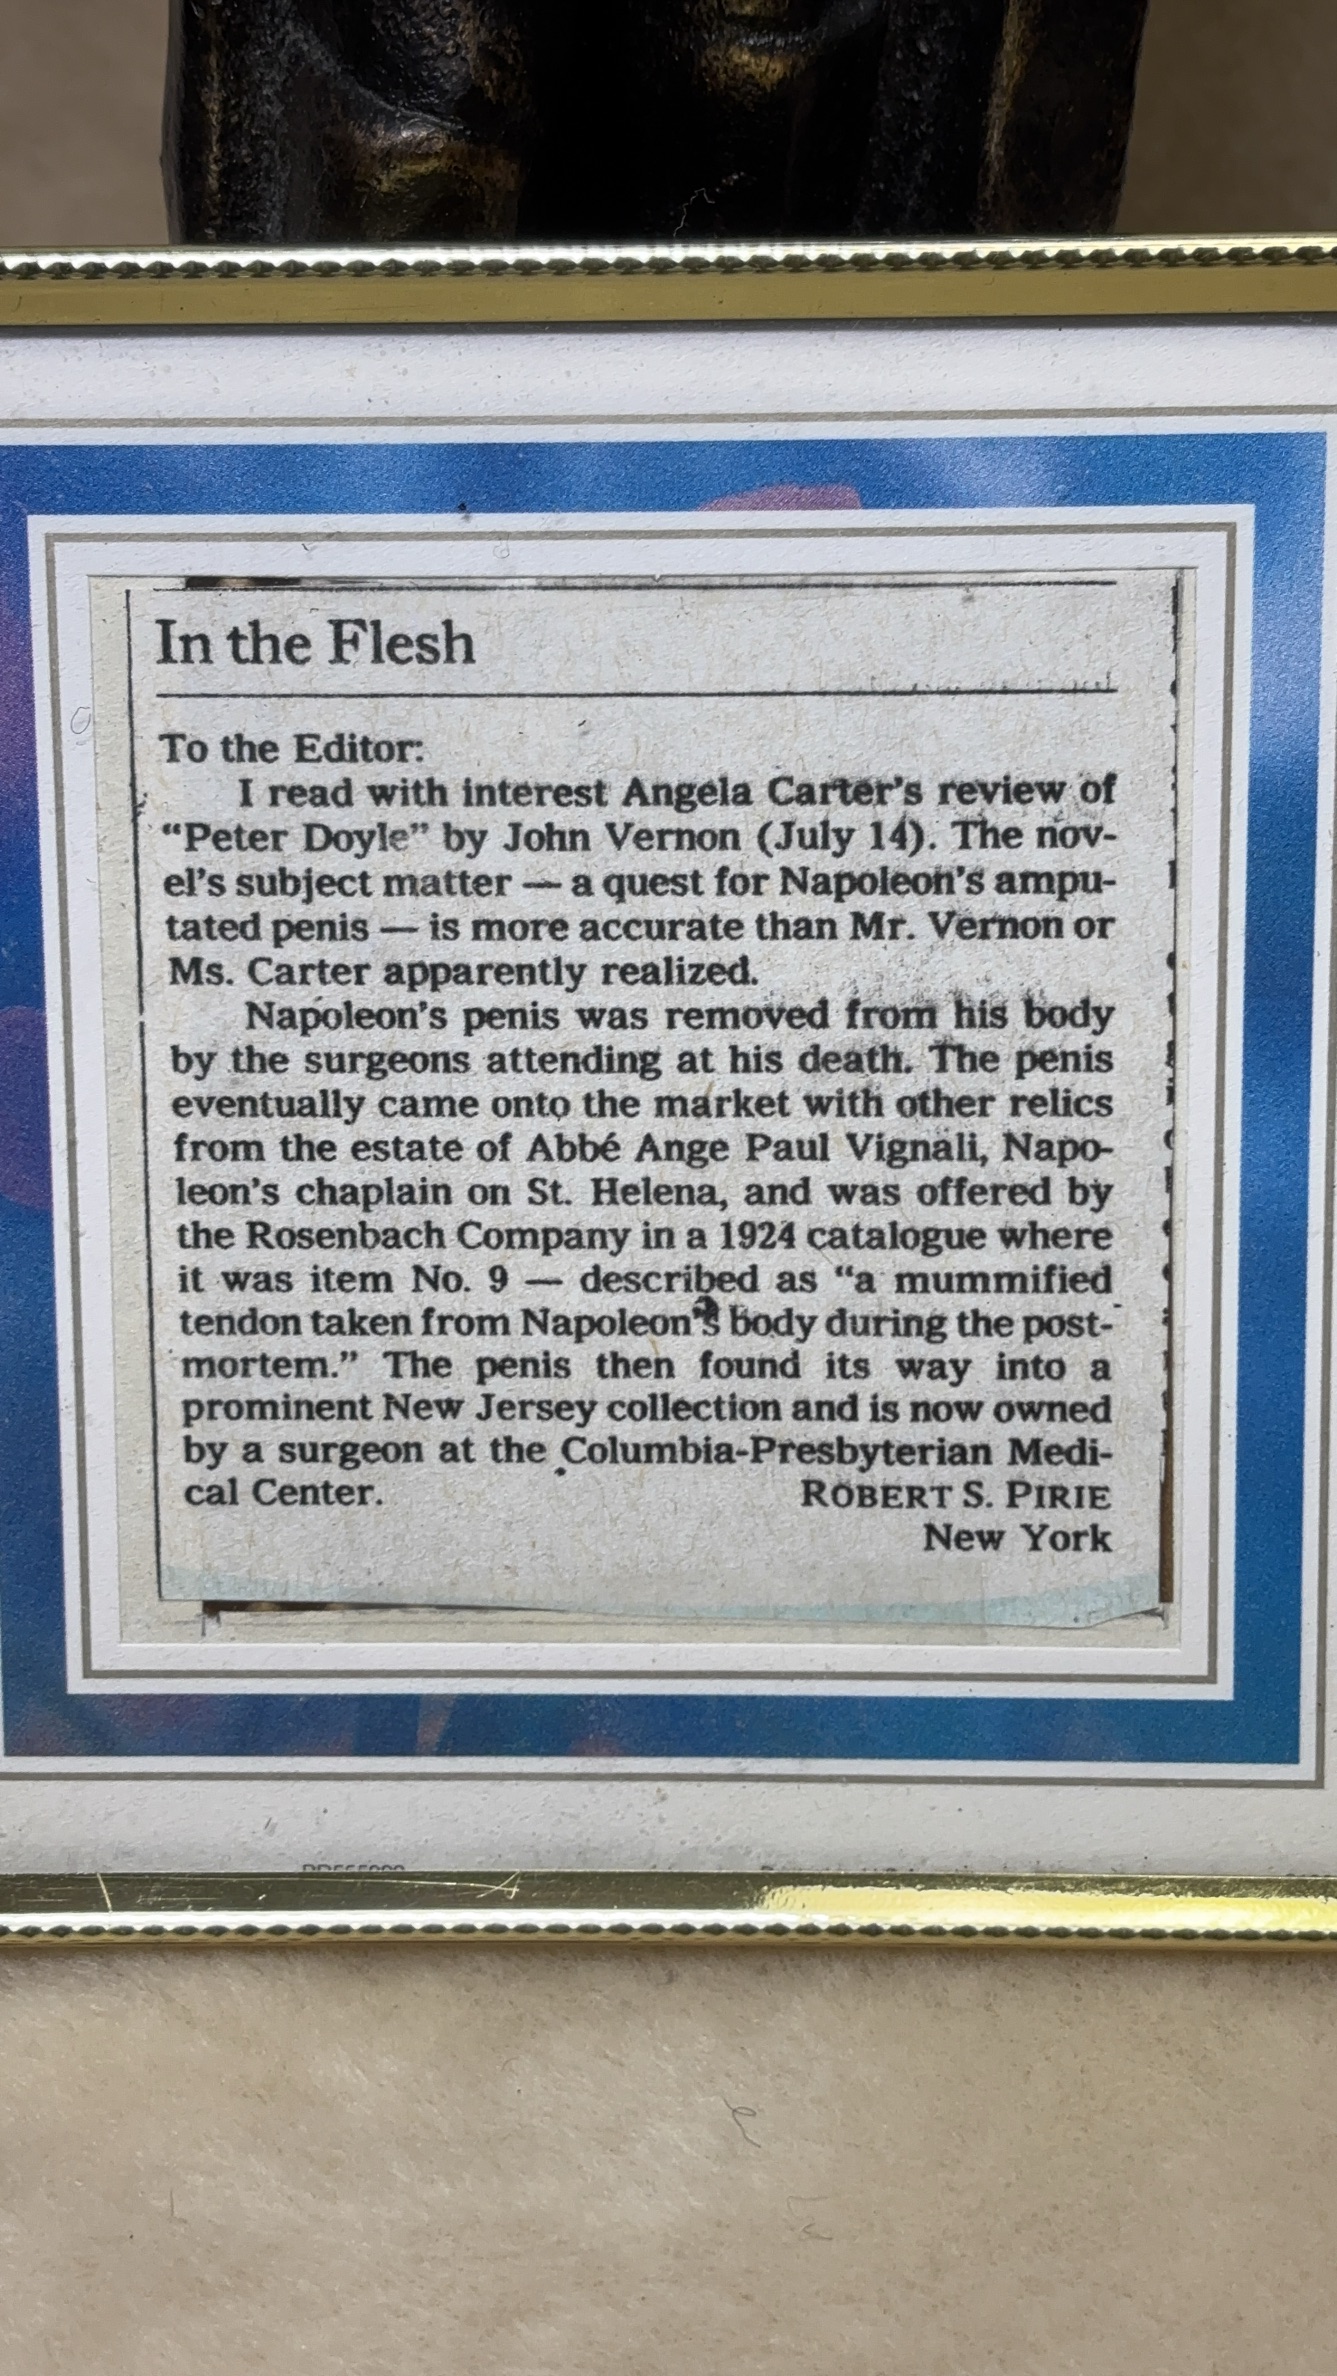 In the Flesh
To the Editor:
I read with interest Angela Carter's review of
“Peter Doyle” by John Vernon (July 14). The nov-
el's subject matter — a quest for Napoleon's ampu-
tated penis — is more accurate than Mr. Vernon or
Ms. Carter apparently realized.
Napoleon's penis was removed from his body
by the surgeons attending at his death. The penis
eventually came onto the market with other relics
from the estate of Abbé Ange Paul Vignali, Napo-
leon's chaplain on St. Helena, and was offered by
the Rosenbach Company in a 1924 catalogue where
it was item No. 9 — described as “a mummified
tendon taken from Napoleon's body during the post-
mortem.” The penis then found its way into a
prominent New Jersey collection and is now owned
by a surgeon at the Columbia-Presbyterian Medi-
cal Center. ROBERT S. PIRIE
New York